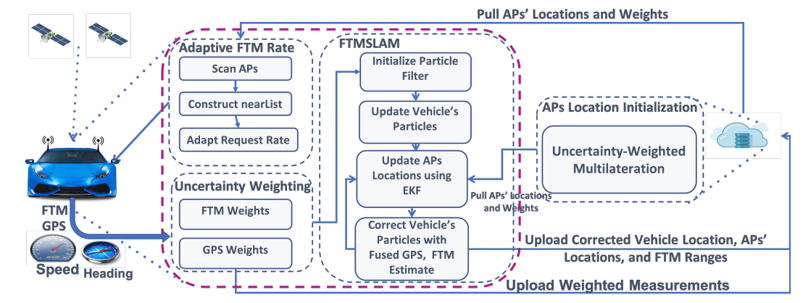 Pull APs' Locations and Weights
Adaptive FTM Rate
Scan APs
Construct nearList
Adapt Request Rate
Uncertainty Weighting
FTM Weights
GPS Weights
FTMSLAM
Initialize Particle
Filter
Update Vehicle's
Particles
Update APs
Locations using
EKF
Correct Vehicle's
Particles with
Fused GPS, FTM
Estimate
Pull APs' Locations
and Weights
APs Location Initialization
Uncertainty-Weighted
Multilateration
FTM
GPS
Speed
Heading
Upload Corrected Vehicle Location, APs'
Locations, and FTM Ranges
Upload Weighted Measurements